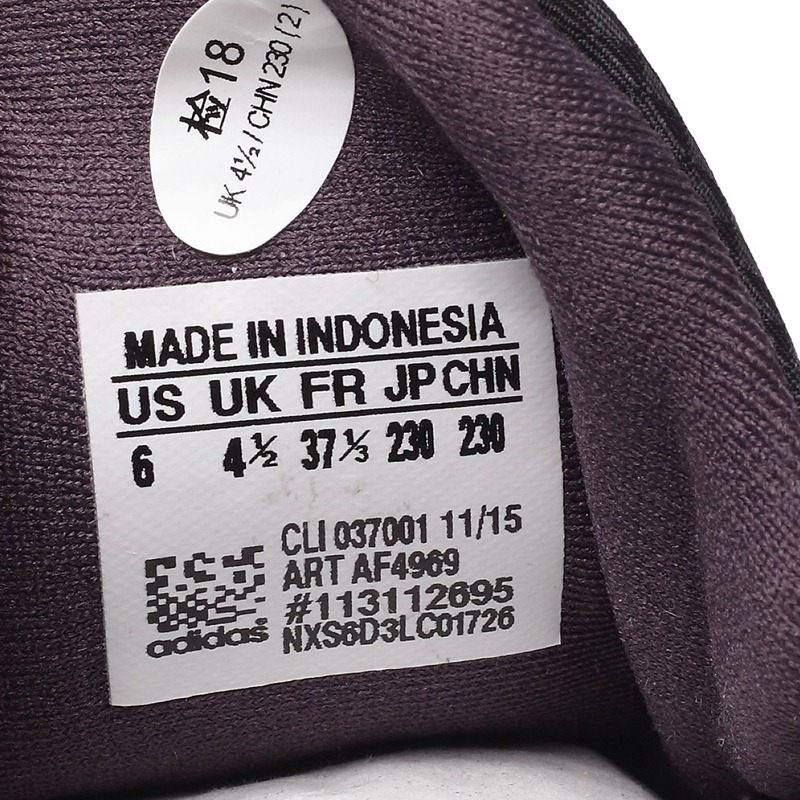 检18
UK 4½ / CHN 230 (2)
MADE IN INDONESIA
US UK FR JP CHN
6 4½ 37⅓ 230 230
CLI 037001 11/15
ART AF4969
#113112695
NXS6D3LC01726
adidas